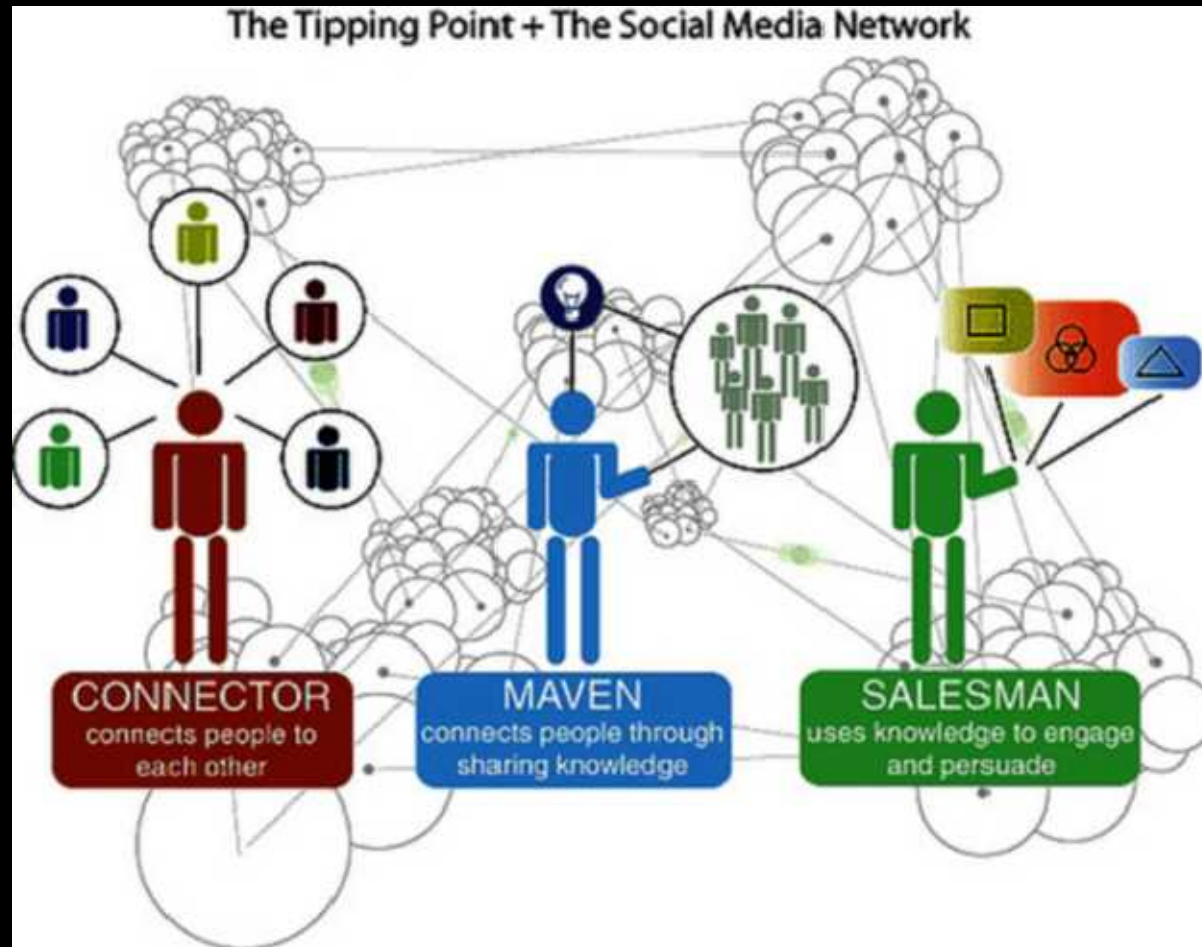 The Tipping Point + The Social Media Network
CONNECTOR
connects people to
each other
MAVEN
connects people through
sharing knowledge
SALESMAN
uses knowledge to engage
and persuade